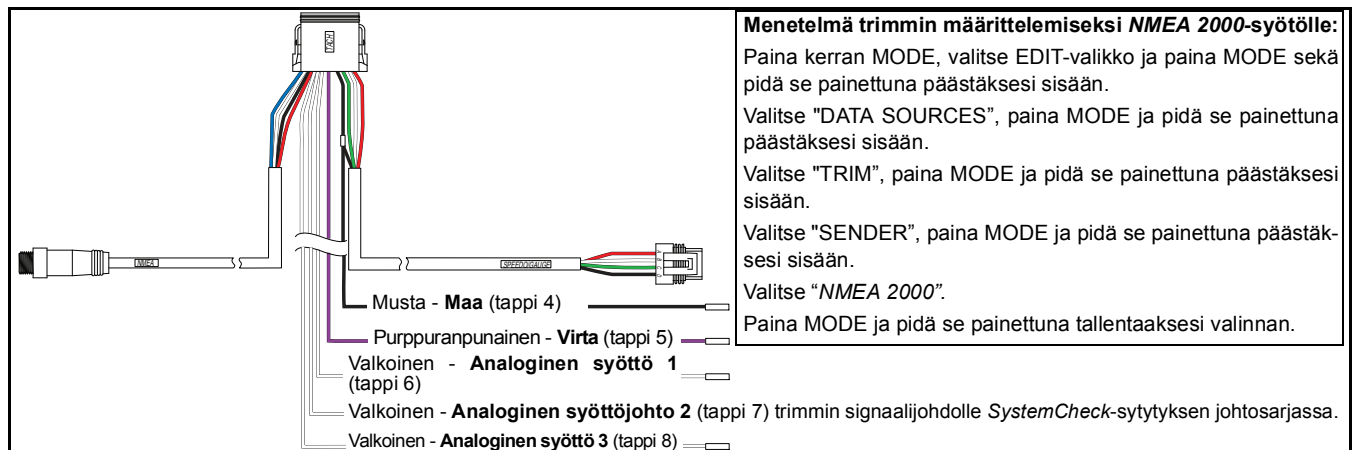 TACH
NMEA
SPEEDO/GAUGE
Musta - Maa (tappi 4)
Purppuranpunainen - Virta (tappi 5)
Valkoinen - Analoginen syöttö 1
(tappi 6)
Valkoinen - Analoginen syöttöjohto 2 (tappi 7) trimmin signaalijohdolle SystemCheck-sytytyksen johtosarjassa.
Valkoinen - Analoginen syöttö 3 (tappi 8)
Menetelmä trimmin määrittelemiseksi NMEA 2000-syötölle:
Paina kerran MODE, valitse EDIT-valikko ja paina MODE sekä
pidä se painettuna päästäksesi sisään.
Valitse "DATA SOURCES”, paina MODE ja pidä se painettuna
päästäksesi sisään.
Valitse "TRIM”, paina MODE ja pidä se painettuna päästäksesi
sisään.
Valitse "SENDER”, paina MODE ja pidä se painettuna päästäk-
sesi sisään.
Valitse “NMEA 2000”.
Paina MODE ja pidä se painettuna tallentaaksesi valinnan.